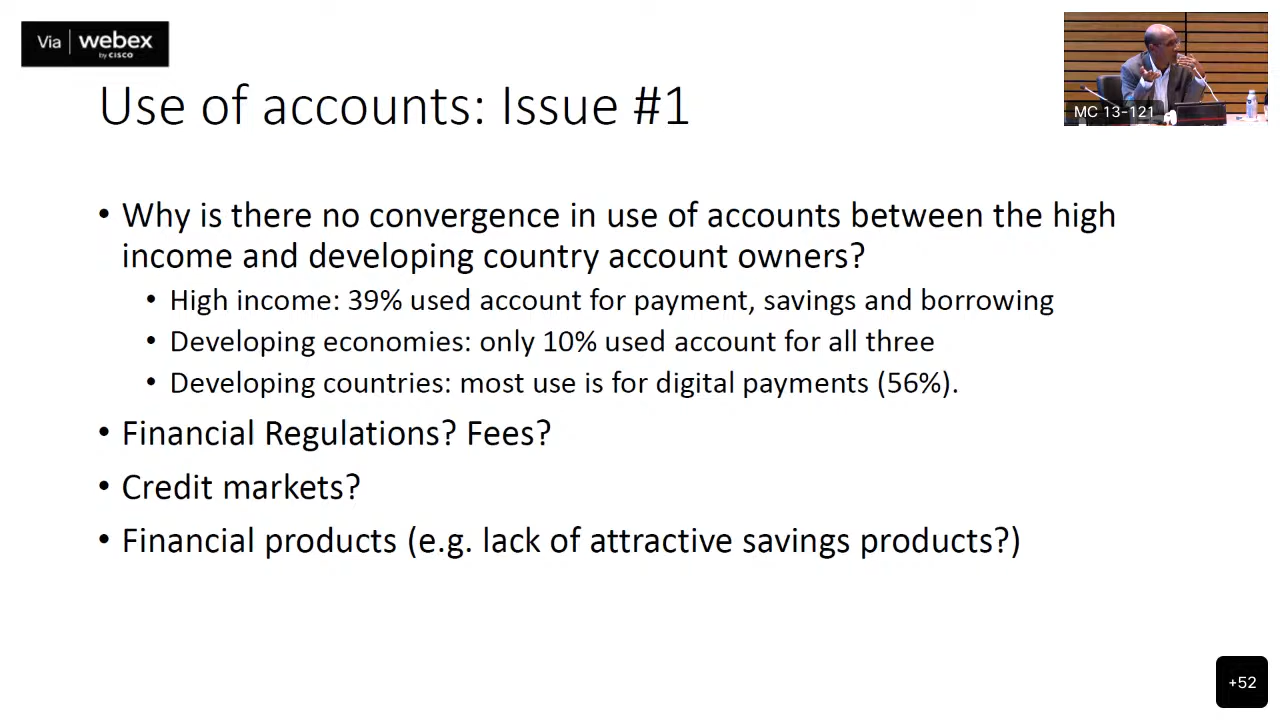 Via webex
by CISCO
MC 13-121
Use of accounts: Issue #1
• Why is there no convergence in use of accounts between the high
income and developing country account owners?
• High income: 39% used account for payment, savings and borrowing
• Developing economies: only 10% used account for all three
• Developing countries: most use is for digital payments (56%).
• Financial Regulations? Fees?
• Credit markets?
• Financial products (e.g. lack of attractive savings products?)
+52